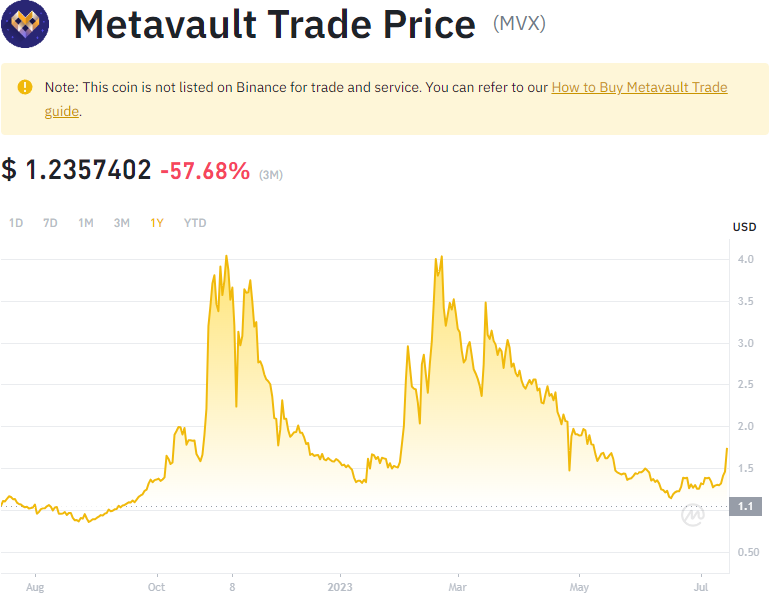 Metavault Trade Price (MVX)
Note: This coin is not listed on Binance for trade and service. You can refer to our How to Buy Metavault Trade
guide.
$ 1.2357402 -57.68% (3M)
1D 7D 1M 3M 1Y YTD
USD
4.0
3.5
3.0
2.5
2.0
1.5
1.1
0.50
Aug Oct 8 2023 Mar May Jul